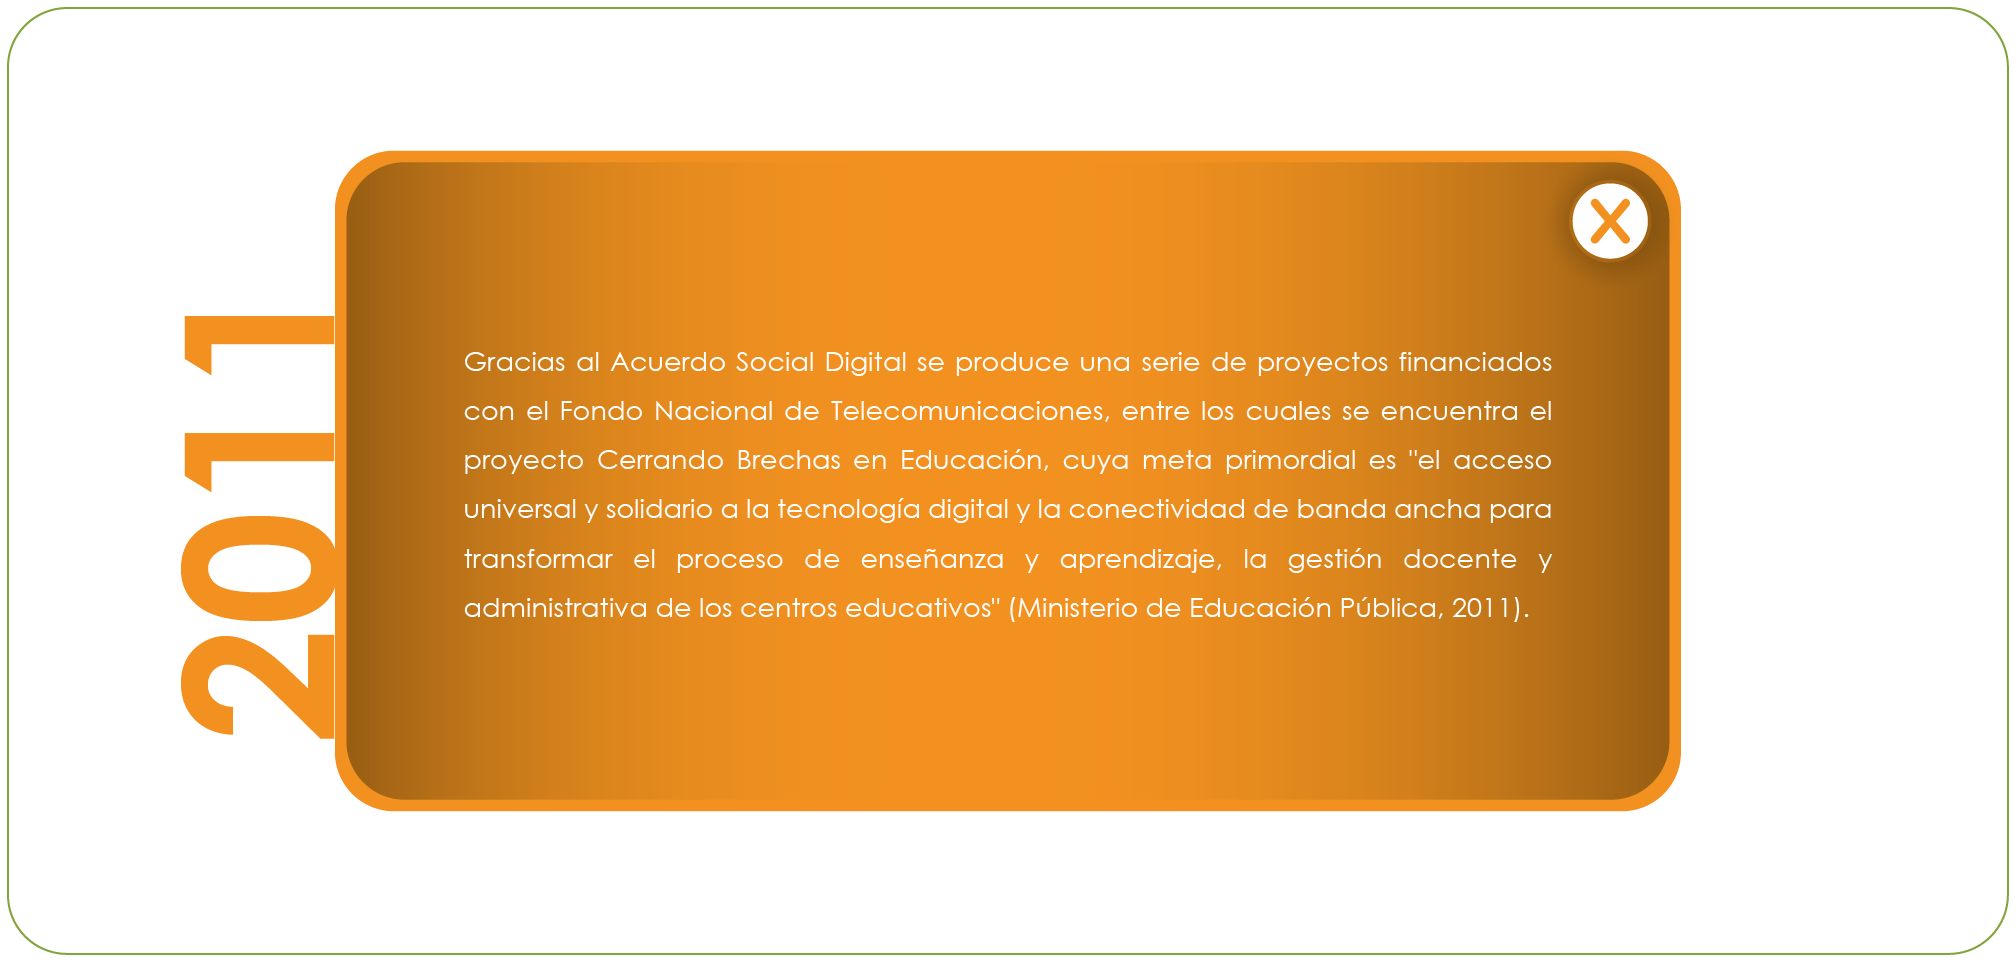 2011
X
Gracias al Acuerdo Social Digital se produce una serie de proyectos financiados
con el Fondo Nacional de Telecomunicaciones, entre los cuales se encuentra el
proyecto Cerrando Brechas en Educación, cuya meta primordial es "el acceso
universal y solidario a la tecnología digital y la conectividad de banda ancha para
transformar el proceso de enseñanza y aprendizaje, la gestión docente y
administrativa de los centros educativos" (Ministerio de Educación Pública, 2011).